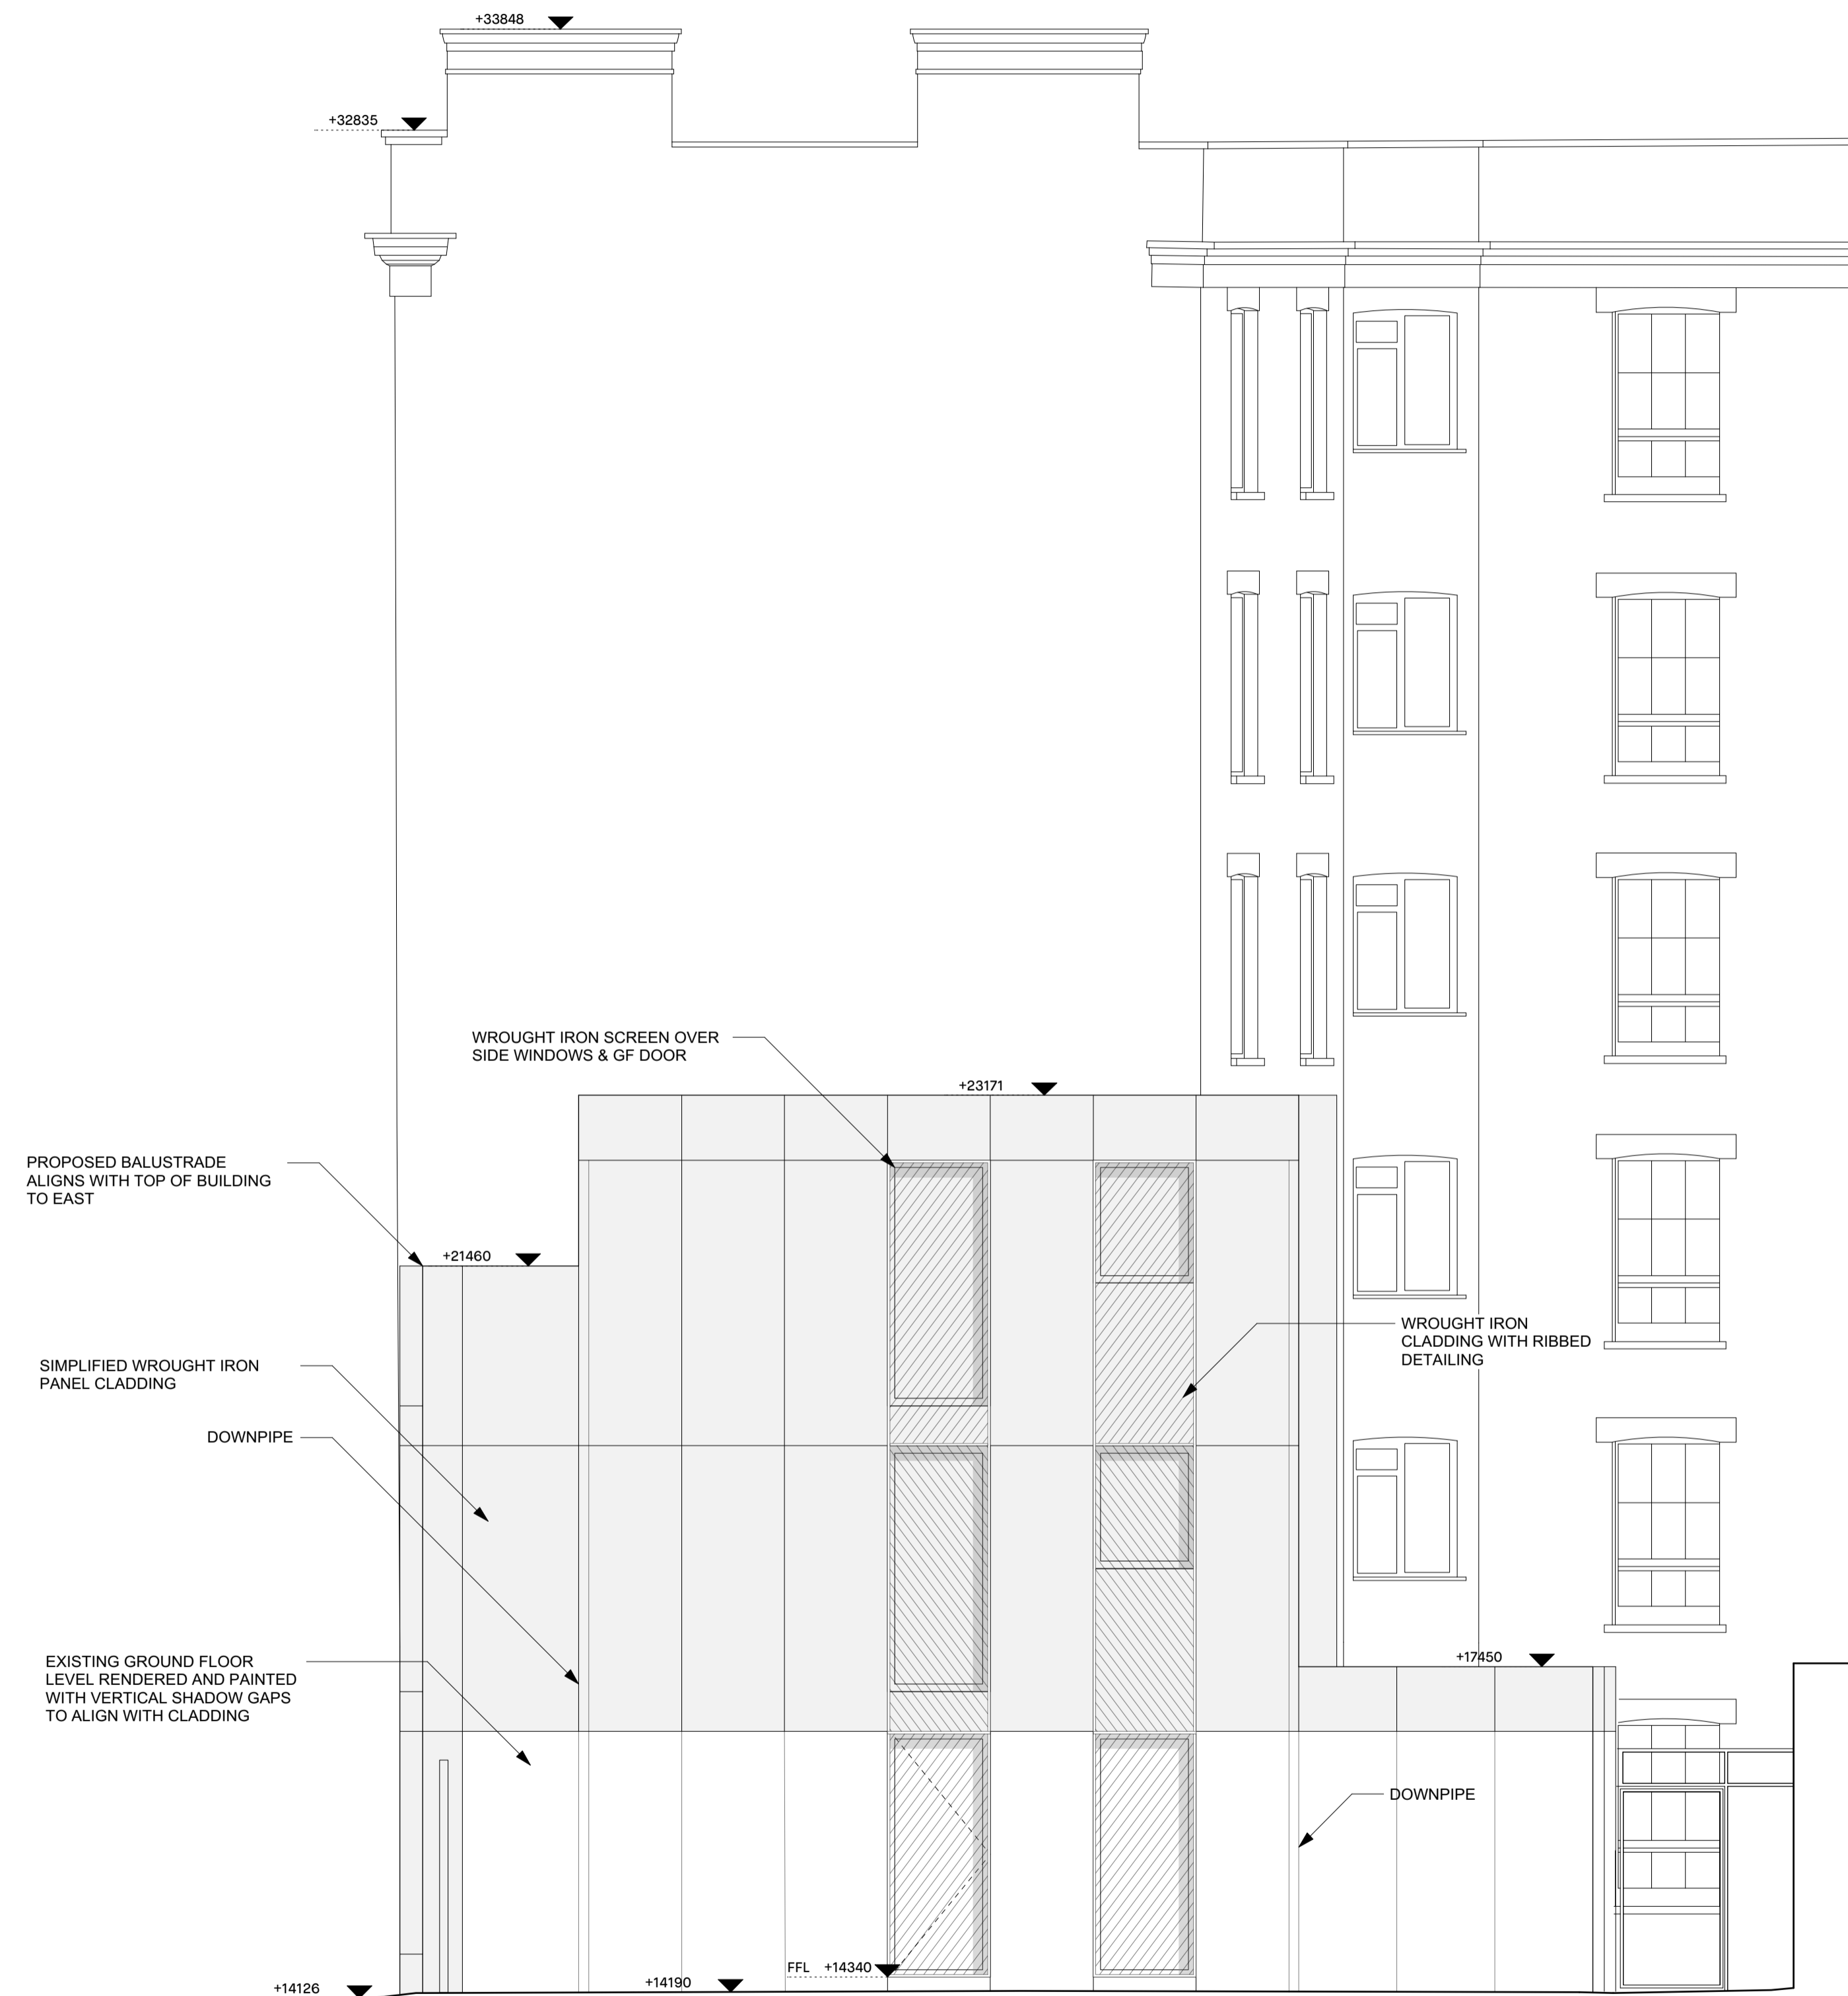 +33848
+32835
WROUGHT IRON SCREEN OVER
SIDE WINDOWS & GF DOOR
+23171
PROPOSED BALUSTRADE
ALIGNS WITH TOP OF BUILDING
TO EAST
+21460
WROUGHT IRON
CLADDING WITH RIBBED
DETAILING
SIMPLIFIED WROUGHT IRON
PANEL CLADDING
DOWNPIPE
EXISTING GROUND FLOOR
LEVEL RENDERED AND PAINTED
WITH VERTICAL SHADOW GAPS
TO ALIGN WITH CLADDING
+17450
DOWNPIPE
FFL +14340
+14190
+14126